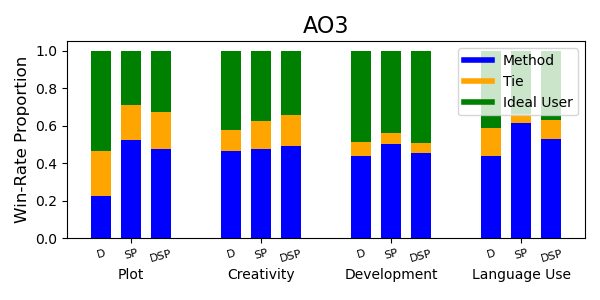 AO3
Win-Rate Proportion
1.0
0.8
0.6
0.4
0.2
0.0
Method
Tie
Ideal User
D SP DSP D SP DSP D SP DSP D SP DSP
Plot Creativity Development Language Use